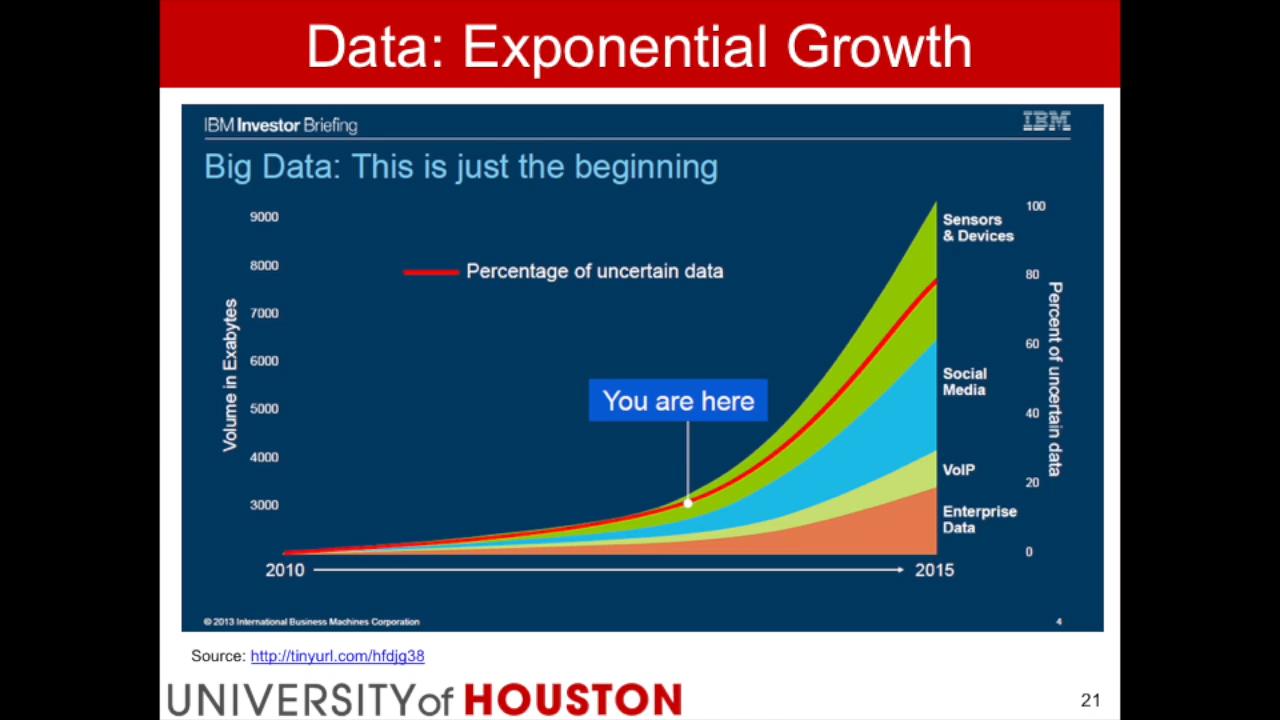 Data: Exponential Growth
IBM Investor Briefing
IBM
Big Data: This is just the beginning
9000
8000
7000
6000
5000
4000
3000
Volume in Exabytes
Percentage of uncertain data
You are here
Sensors
& Devices
Social
Media
VoIP
Enterprise
Data
100
80
60
40
20
0
Percent of uncertain data
2010
2015
© 2013 International Business Machines Corporation
4
Source: http://tinyurl.com/hfdjg38
UNIVERSITY of HOUSTON
21